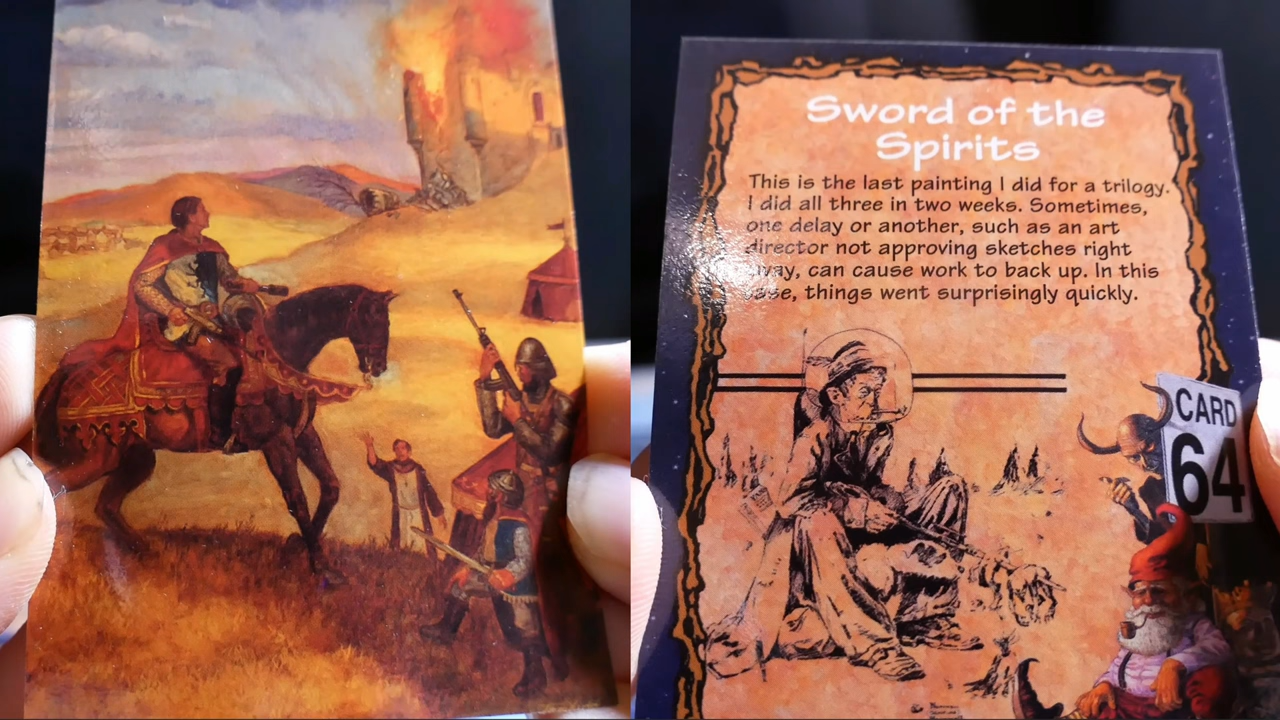 Sword of the
Spirits
This is the last painting I did for a trilogy.
I did all three in two weeks. Sometimes,
one delay or another, such as an art
director not approving sketches right
away, can cause work to back up. In this
case, things went surprisingly quickly.
CARD
64